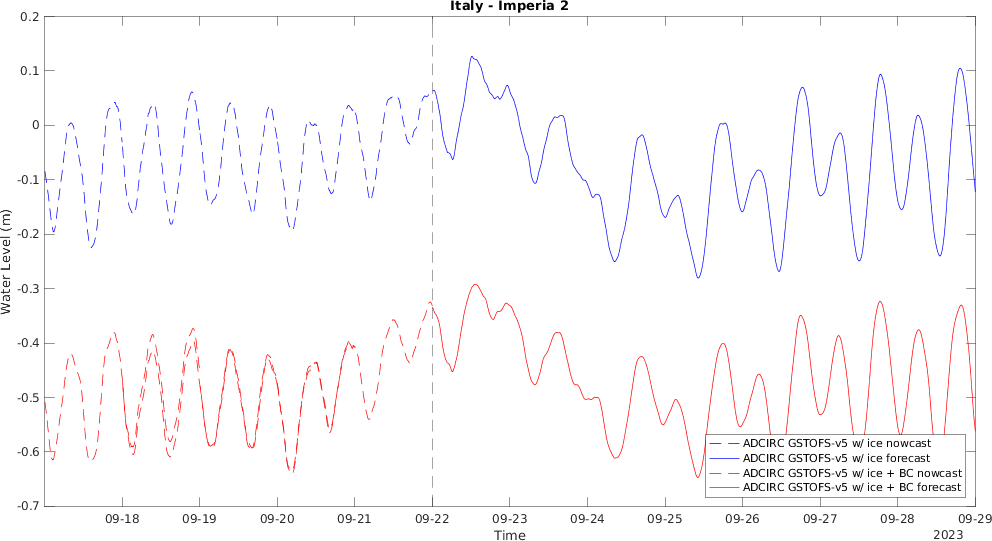 Italy - Imperia 2
Water Level (m)
0.2
0.1
0
-0.1
-0.2
-0.3
-0.4
-0.5
-0.6
-0.7
ADCIRC GSTOFS-v5 w/ ice nowcast
ADCIRC GSTOFS-v5 w/ ice forecast
ADCIRC GSTOFS-v5 w/ ice + BC nowcast
ADCIRC GSTOFS-v5 w/ ice + BC forecast
09-18 09-19 09-20 09-21 09-22 09-23 09-24 09-25 09-26 09-27 09-28 09-29
Time
2023